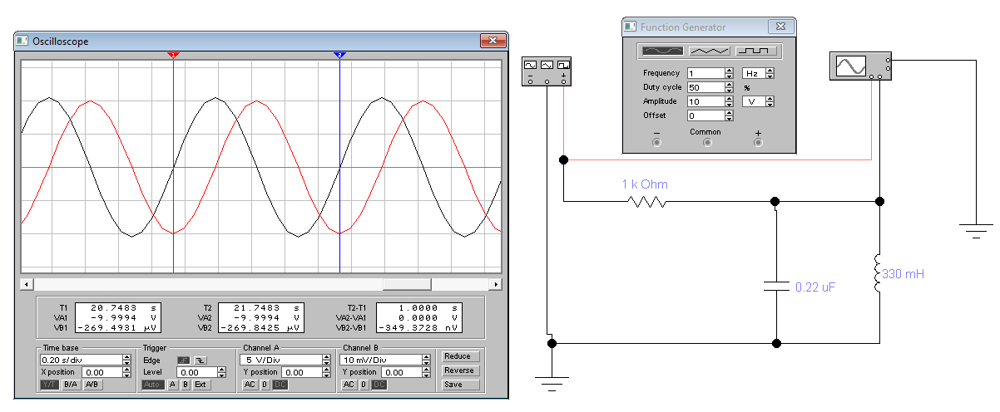 Oscilloscope
1
2
T1 20.7483 s
VA1 -9.9994 V
VB1 -269.4931 µV
T2 21.7483 s
VA2 -9.9994 V
VB2 -269.8425 µV
T2-T1 1.0000 s
VA2-VA1 0.0000 V
VB2-VB1 -349.3728 nV
Time base
0.20 s/div
X position 0.00
Y/T B/A A/B
Trigger
Edge
Level 0.00
Auto A B Ext
Channel A
5 V/Div
Y position 0.00
AC 0 DC
Channel B
10 mV/Div
Y position 0.00
AC 0 DC
Reduce
Reverse
Save
Function Generator
Frequency 1 Hz
Duty cycle 50 %
Amplitude 10 V
Offset 0
− Common +
− +
1 k Ohm
0.22 uF
330 mH